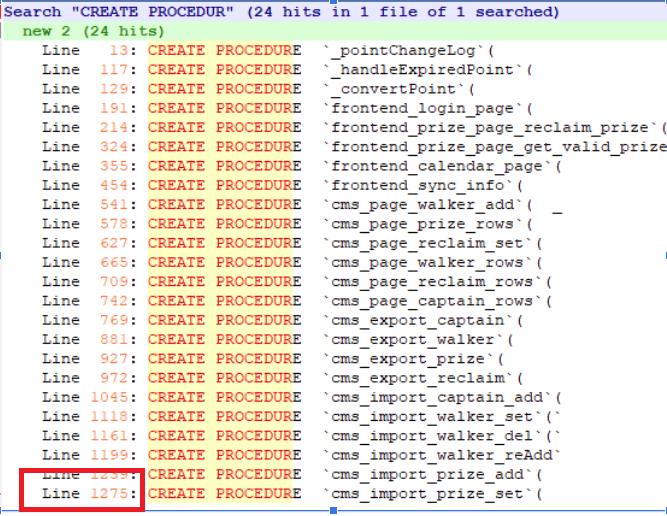 Search "CREATE PROCEDUR" (24 hits in 1 file of 1 searched)
new 2 (24 hits)
Line 13: CREATE PROCEDURE `_pointChangeLog`(
Line 117: CREATE PROCEDURE `_handleExpiredPoint`(
Line 129: CREATE PROCEDURE `_convertPoint`(
Line 191: CREATE PROCEDURE `frontend_login_page`(
Line 214: CREATE PROCEDURE `frontend_prize_page_reclaim_prize`(
Line 324: CREATE PROCEDURE `frontend_prize_page_get_valid_prize
Line 355: CREATE PROCEDURE `frontend_calendar_page`(
Line 454: CREATE PROCEDURE `frontend_sync_info`(
Line 541: CREATE PROCEDURE `cms_page_walker_add`( _
Line 578: CREATE PROCEDURE `cms_page_prize_rows`(
Line 627: CREATE PROCEDURE `cms_page_reclaim_set`(
Line 665: CREATE PROCEDURE `cms_page_walker_rows`(
Line 709: CREATE PROCEDURE `cms_page_reclaim_rows`(
Line 742: CREATE PROCEDURE `cms_page_captain_rows`(
Line 769: CREATE PROCEDURE `cms_export_captain`(
Line 881: CREATE PROCEDURE `cms_export_walker`(
Line 927: CREATE PROCEDURE `cms_export_prize`(
Line 972: CREATE PROCEDURE `cms_export_reclaim`(
Line 1045: CREATE PROCEDURE `cms_import_captain_add`(
Line 1118: CREATE PROCEDURE `cms_import_walker_set`(`
Line 1161: CREATE PROCEDURE `cms_import_walker_del`(`
Line 1199: CREATE PROCEDURE `cms_import_walker_reAdd`
Line 1239: CREATE PROCEDURE `cms_import_prize_add`(
Line 1275: CREATE PROCEDURE `cms_import_prize_set`(